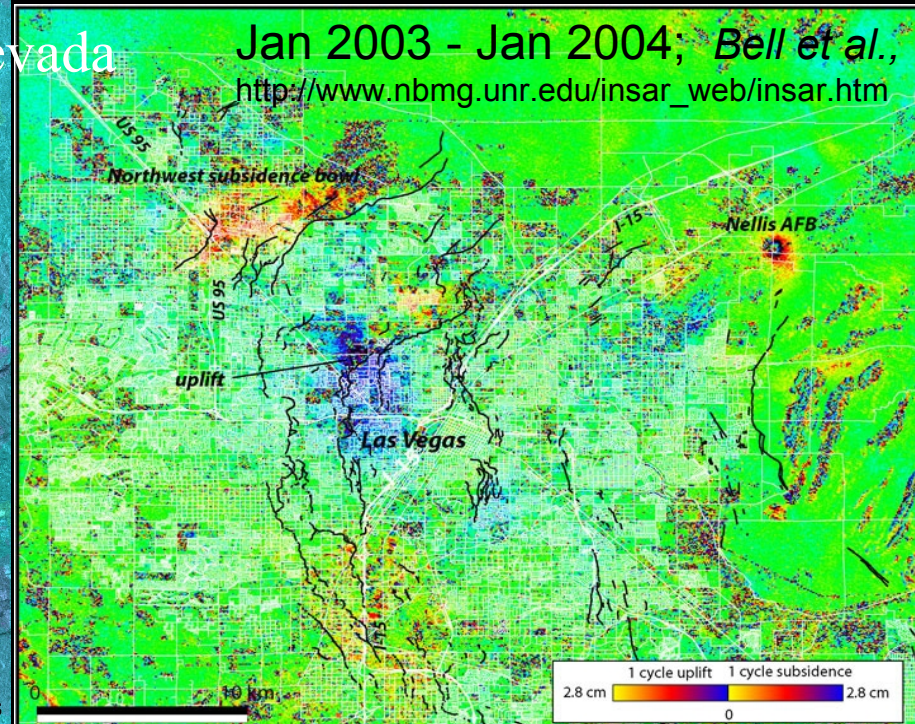 evada
Jan 2003 - Jan 2004; Bell et al.,
http://www.nbmg.unr.edu/insar_web/insar.htm
US 95
Northwest subsidence bowl
I-15
Nellis AFB
US 95
uplift
Las Vegas
I-15
I-15
0 10 km
1 cycle uplift 1 cycle subsidence
2.8 cm 2.8 cm
0